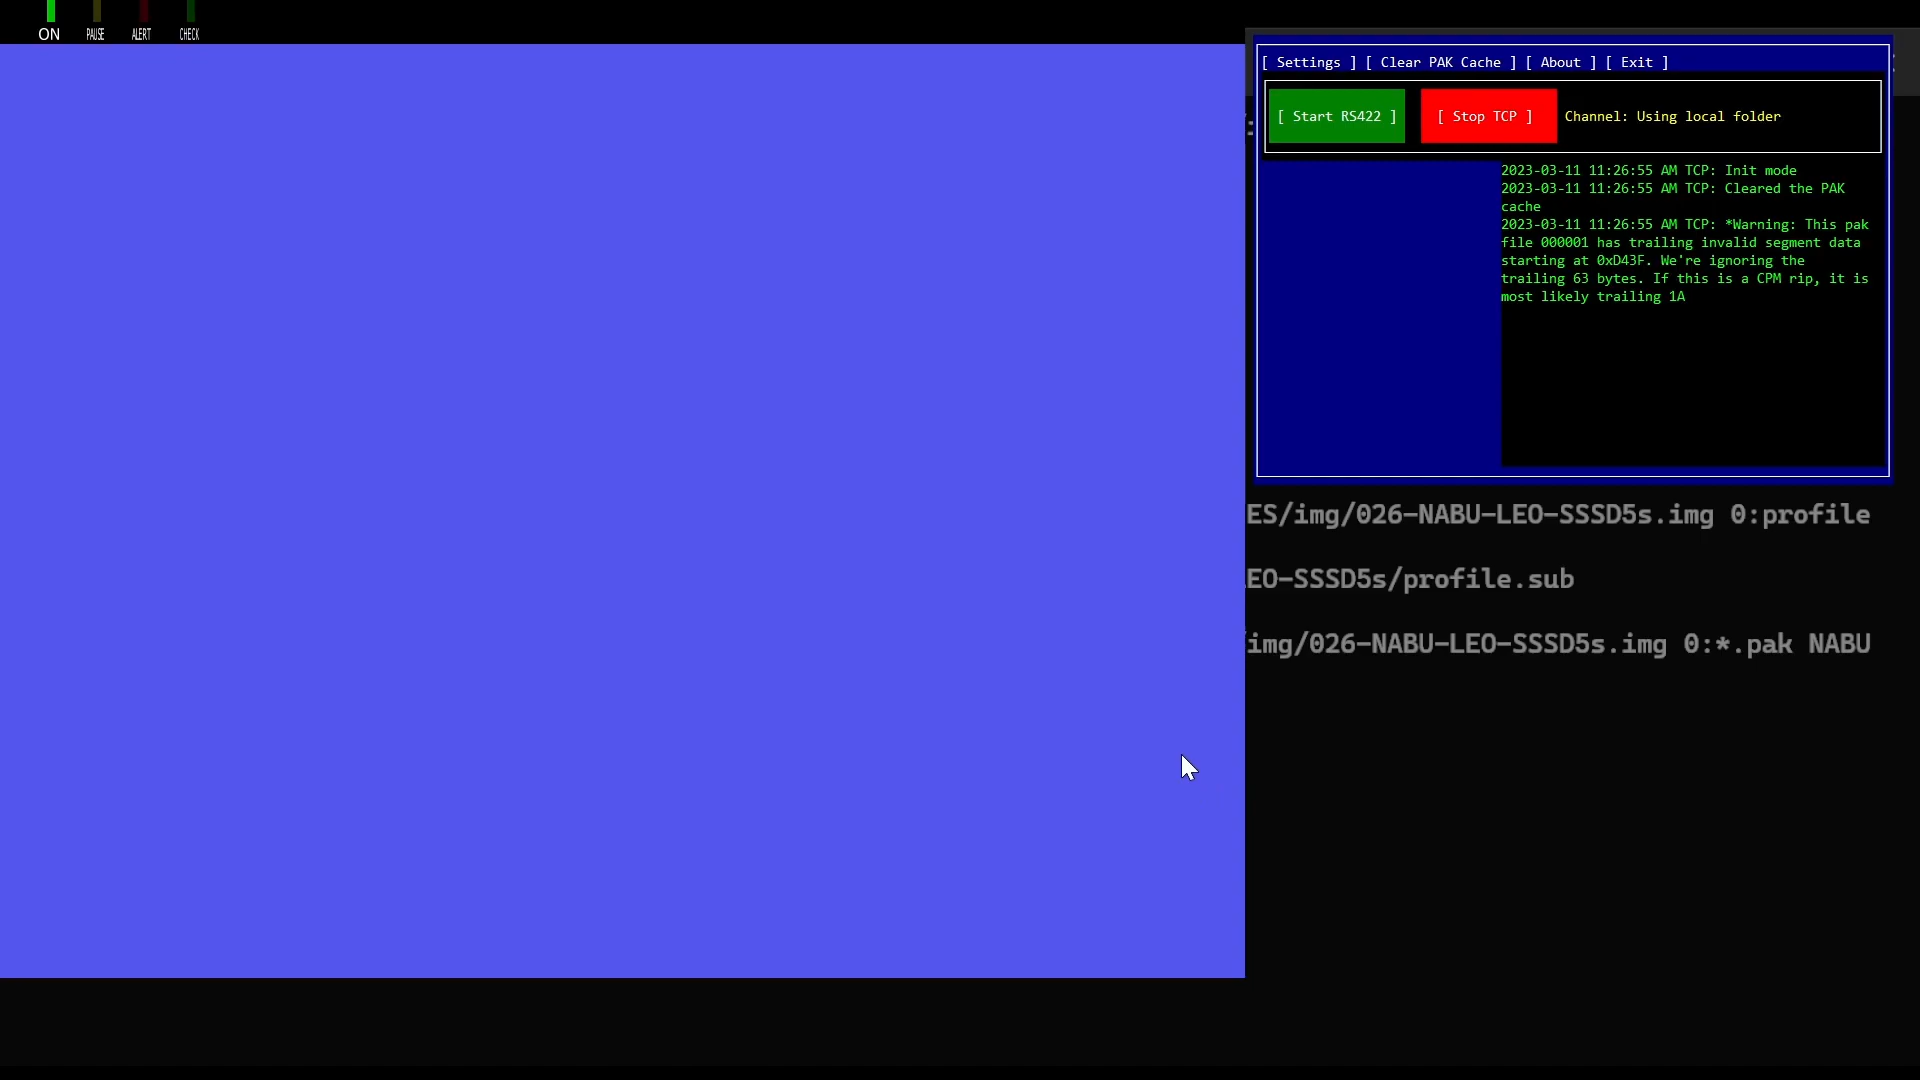 ON PAUSE ALERT CHECK
[ Settings ] [ Clear PAK Cache ] [ About ] [ Exit ]
[ Start RS422 ] [ Stop TCP ] Channel: Using local folder
2023-03-11 11:26:55 AM TCP: Init mode
2023-03-11 11:26:55 AM TCP: Cleared the PAK
cache
2023-03-11 11:26:55 AM TCP: *Warning: This pak
file 000001 has trailing invalid segment data
starting at 0xD43F. We're ignoring the
trailing 63 bytes. If this is a CPM rip, it is
most likely trailing 1A
ES/img/026-NABU-LEO-SSSD5s.img 0:profile
EO-SSSD5s/profile.sub
img/026-NABU-LEO-SSSD5s.img 0:*.pak NABU